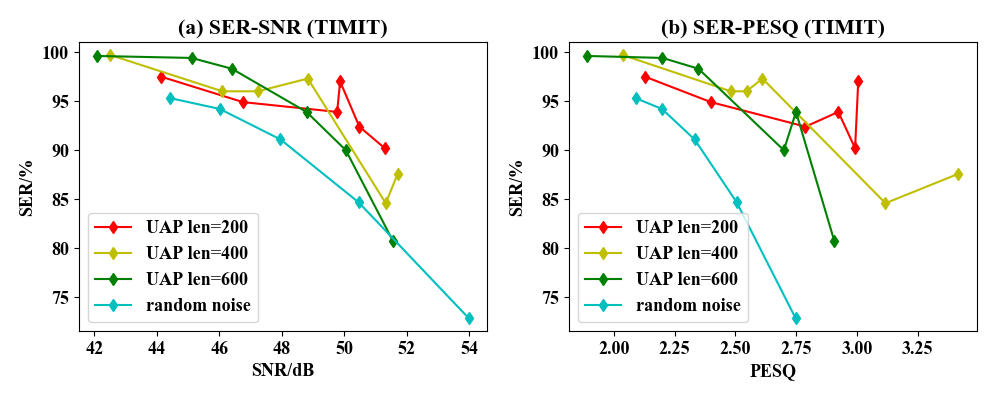 (a) SER-SNR (TIMIT)
100
95
90
85
80
75
SER/%
UAP len=200
UAP len=400
UAP len=600
random noise
42 44 46 48 50 52 54
SNR/dB
(b) SER-PESQ (TIMIT)
100
95
90
85
80
75
SER/%
UAP len=200
UAP len=400
UAP len=600
random noise
2.00 2.25 2.50 2.75 3.00 3.25
PESQ